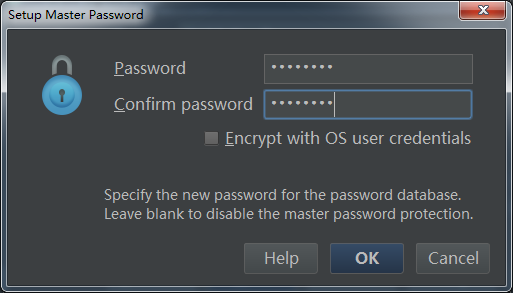 Setup Master Password
Password ••••••••
Confirm password ••••••••
Encrypt with OS user credentials
Specify the new password for the password database.
Leave blank to disable the master password protection.
Help OK Cancel